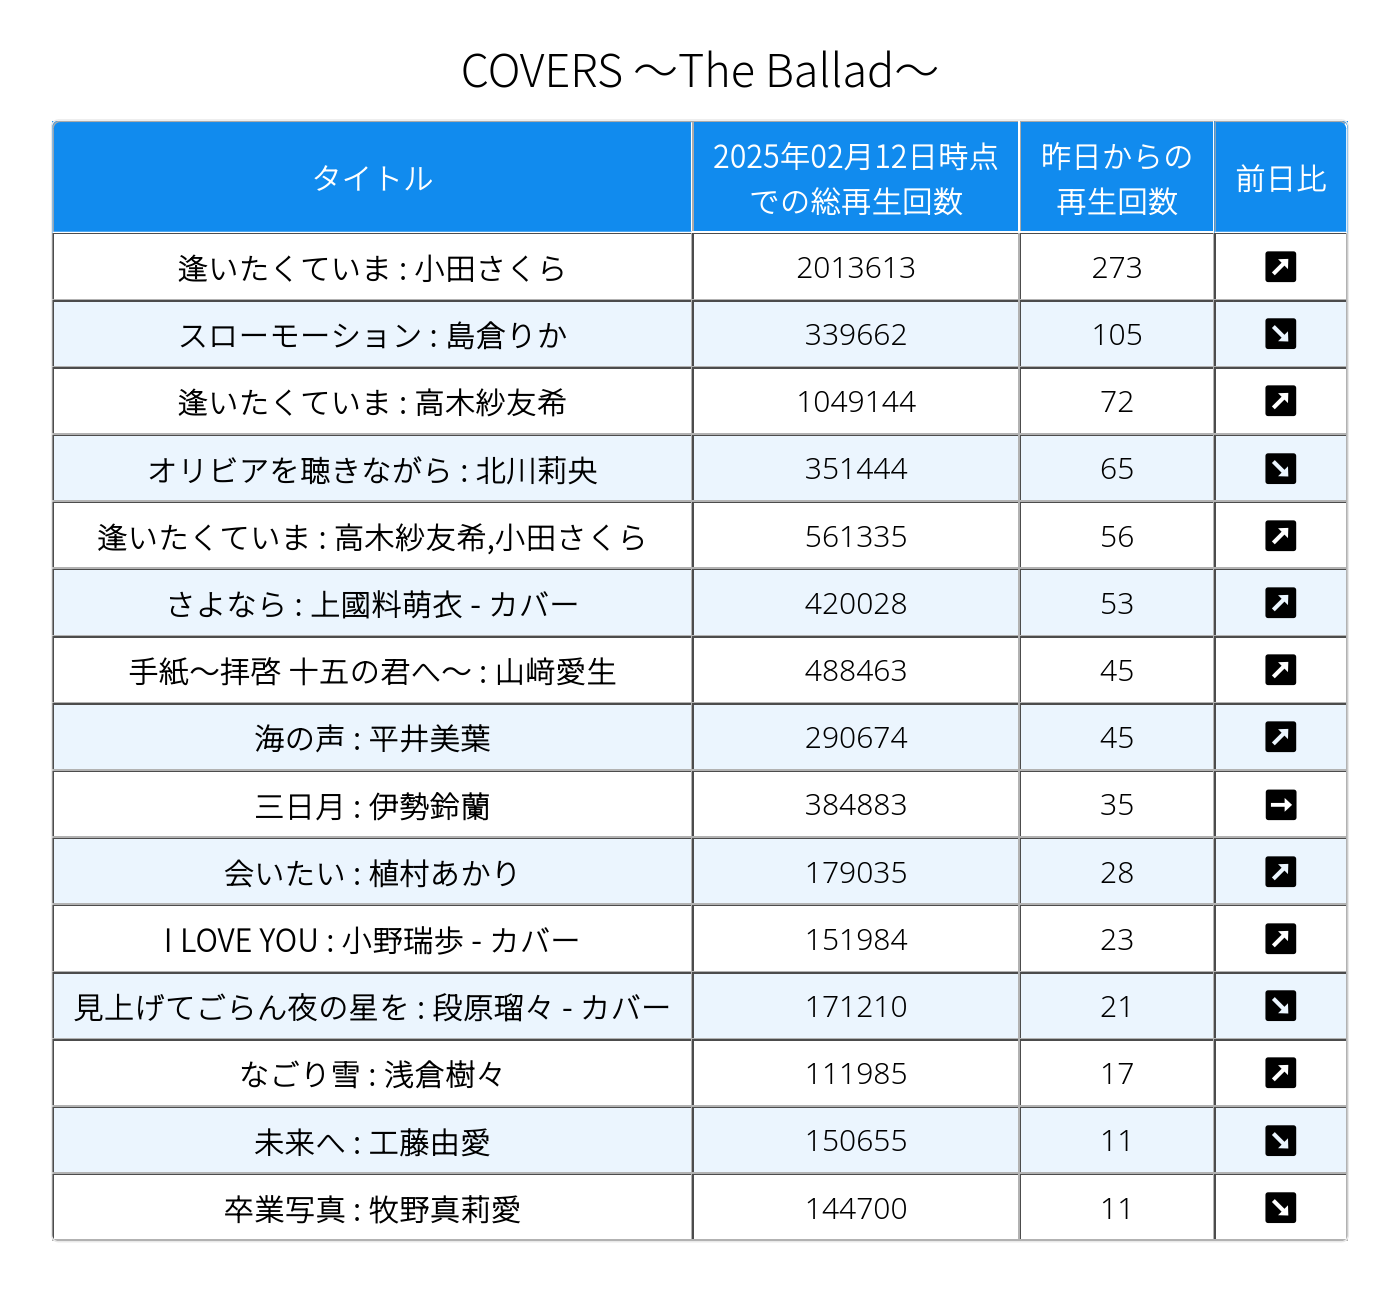 COVERS ～The Ballad～
タイトル 2025年02月12日時点での総再生回数 昨日からの再生回数 前日比
逢いたくていま : 小田さくら 2013613 273 ↗
スローモーション : 島倉りか 339662 105 ↘
逢いたくていま : 高木紗友希 1049144 72 ↗
オリビアを聴きながら : 北川莉央 351444 65 ↘
逢いたくていま : 高木紗友希,小田さくら 561335 56 ↗
さよなら : 上國料萌衣 - カバー 420028 53 ↗
手紙～拝啓 十五の君へ～ : 山﨑愛生 488463 45 ↗
海の声 : 平井美葉 290674 45 ↗
三日月 : 伊勢鈴蘭 384883 35 →
会いたい : 植村あかり 179035 28 ↗
I LOVE YOU : 小野瑞歩 - カバー 151984 23 ↗
見上げてごらん夜の星を : 段原瑠々 - カバー 171210 21 ↘
なごり雪 : 浅倉樹々 111985 17 ↗
未来へ : 工藤由愛 150655 11 ↘
卒業写真 : 牧野真莉愛 144700 11 ↘